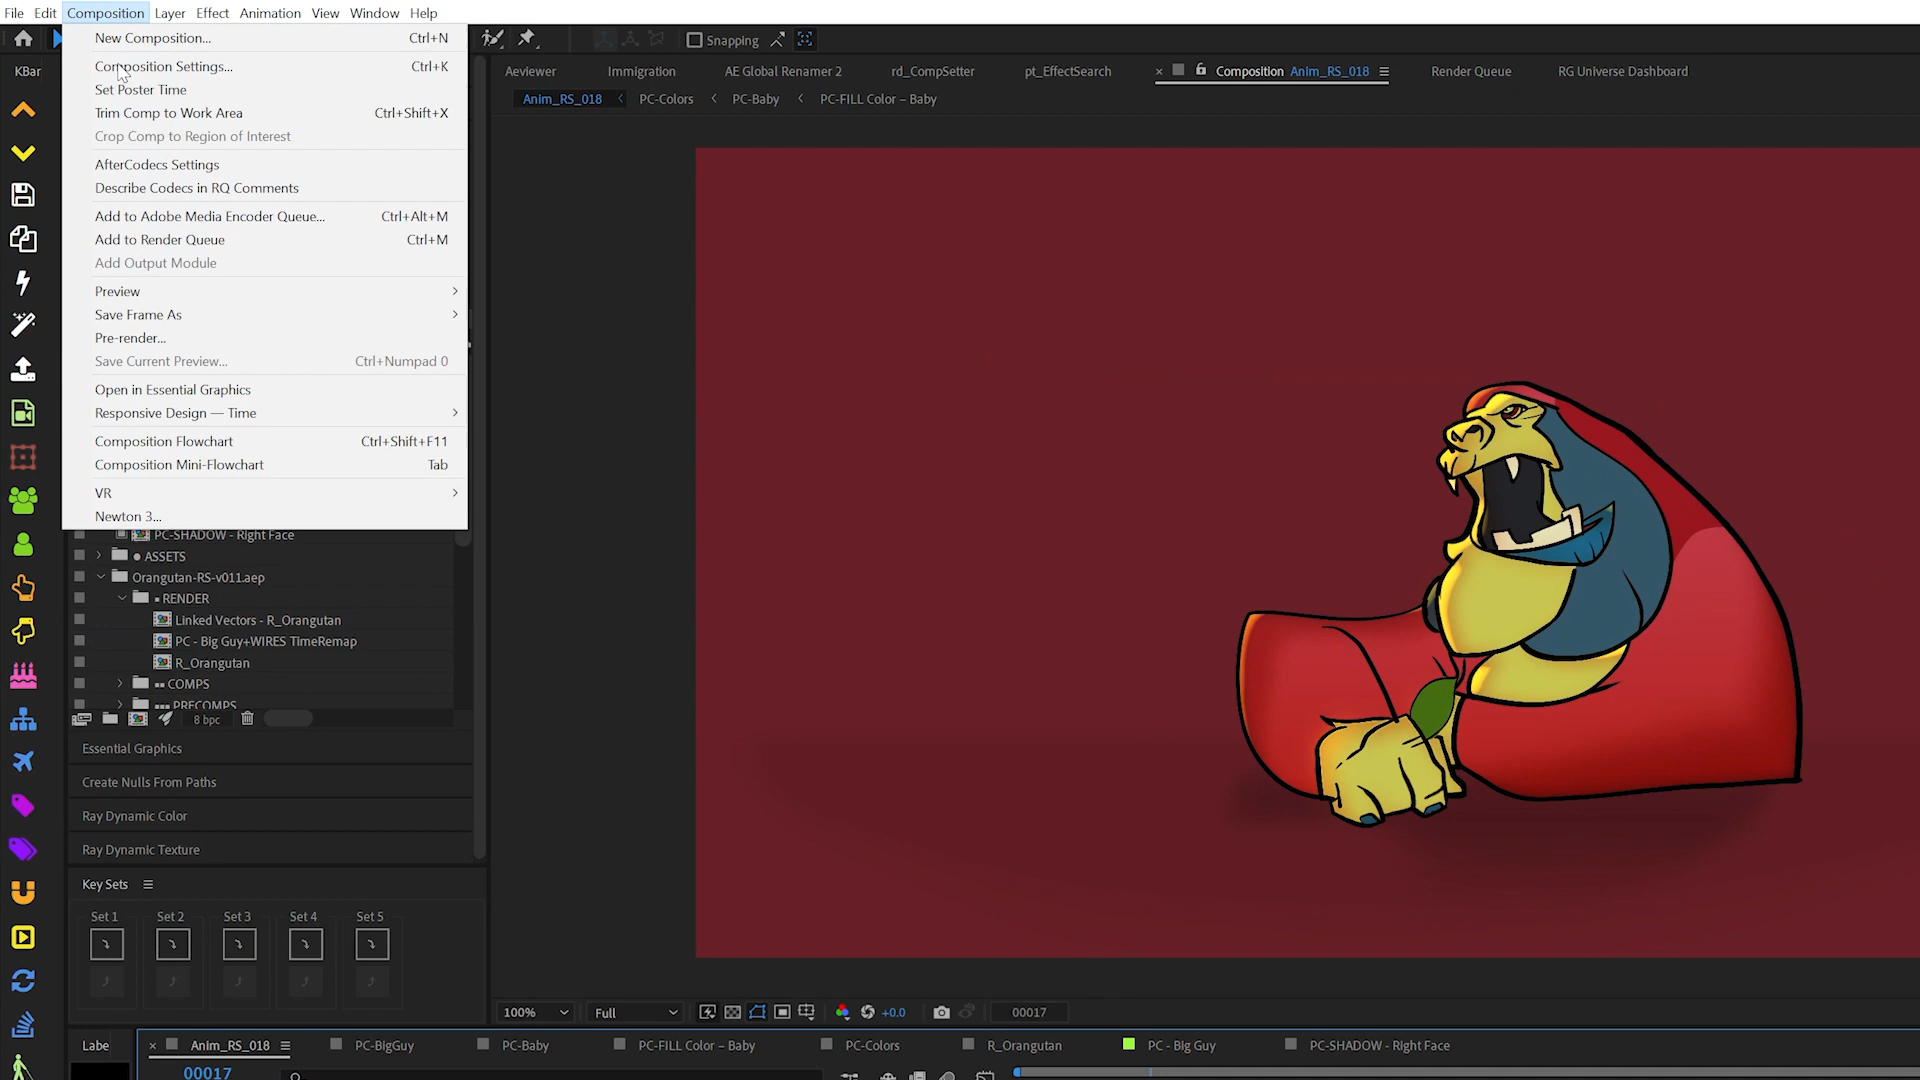 File Edit Composition Layer Effect Animation View Window Help
New Composition... Ctrl+N
Snapping
Composition Settings... Ctrl+K
Set Poster Time
Trim Comp to Work Area Ctrl+Shift+X
Crop Comp to Region of Interest
AfterCodecs Settings
Describe Codecs in RQ Comments
Add to Adobe Media Encoder Queue... Ctrl+Alt+M
Add to Render Queue Ctrl+M
Add Output Module
Preview
Save Frame As
Pre-render...
Save Current Preview... Ctrl+Numpad 0
Open in Essential Graphics
Responsive Design — Time
Composition Flowchart Ctrl+Shift+F11
Composition Mini-Flowchart Tab
VR
Newton 3...
KBar
Aeviewer Immigration AE Global Renamer 2 rd_CompSetter pt_EffectSearch × Composition Anim_RS_018 Render Queue RG Universe Dashboard
Anim_RS_018 PC-Colors PC-Baby PC-FILL Color – Baby
PC-SHADOW - Right Face
ASSETS
Orangutan-RS-v011.aep
RENDER
Linked Vectors - R_Orangutan
PC - Big Guy+WIRES TimeRemap
R_Orangutan
COMPS
PRECOMPS
8 bpc
Essential Graphics
Create Nulls From Paths
Ray Dynamic Color
Ray Dynamic Texture
Key Sets
Set 1 Set 2 Set 3 Set 4 Set 5
100% Full +0.0 00017
Labe × Anim_RS_018 PC-BigGuy PC-Baby PC-FILL Color – Baby PC-Colors R_Orangutan PC - Big Guy PC-SHADOW - Right Face
00017